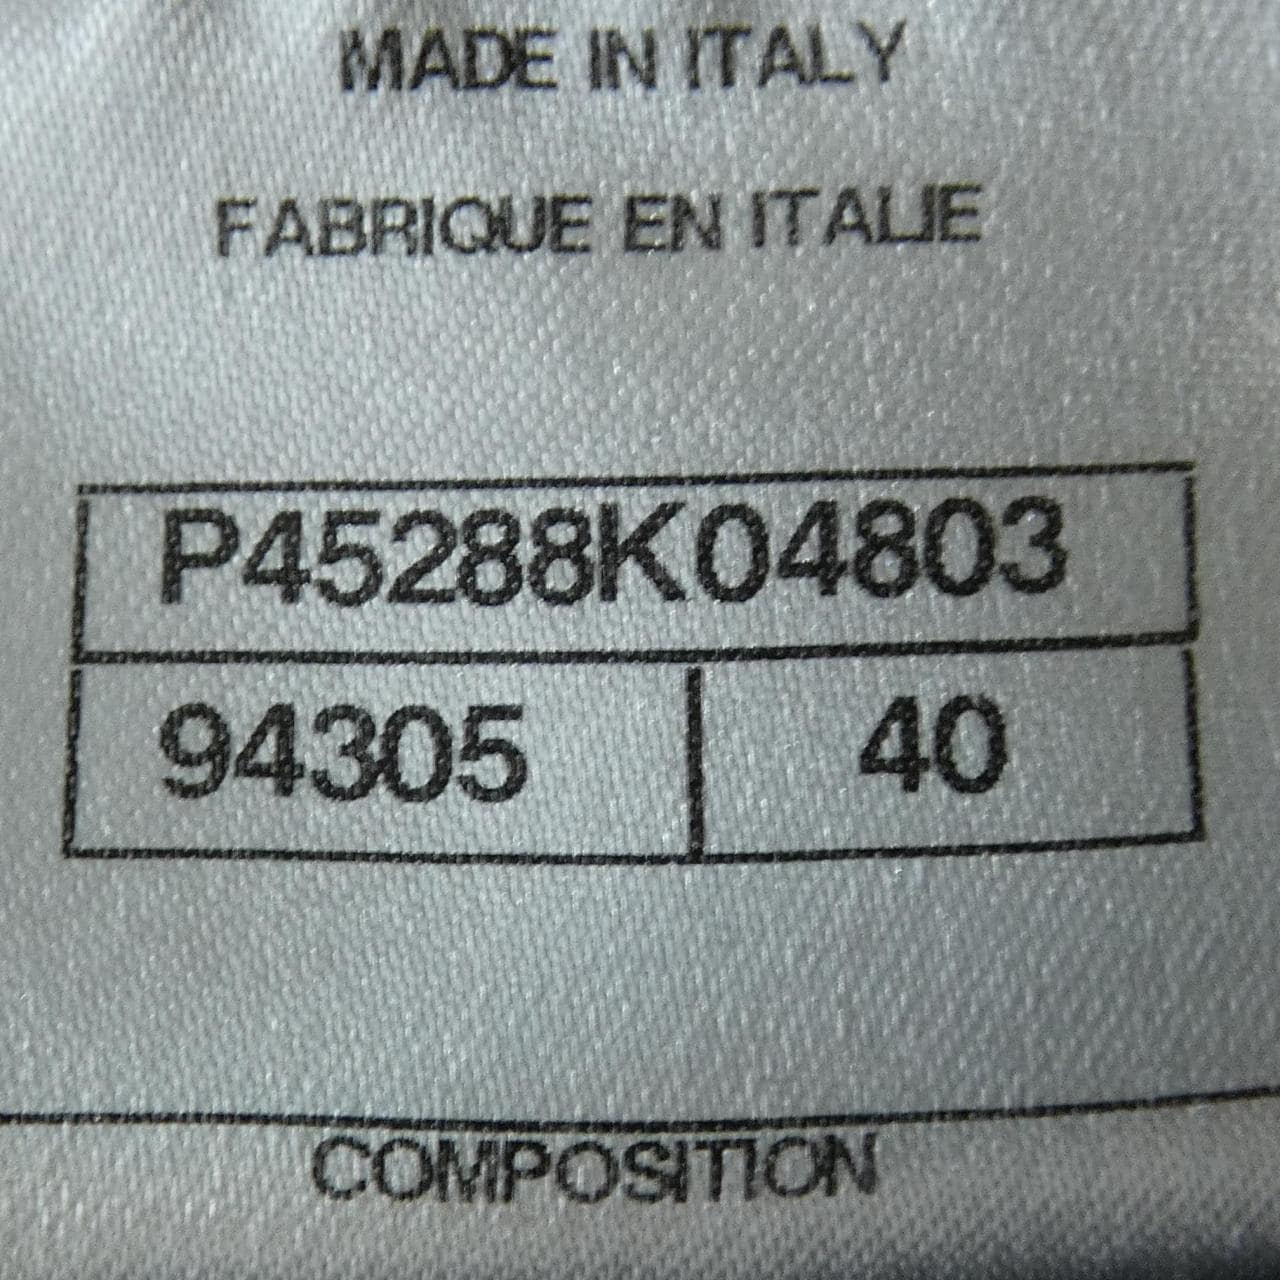 MADE IN ITALY
FABRIQUE EN ITALIE
P45288K04803
94305 40
COMPOSITION